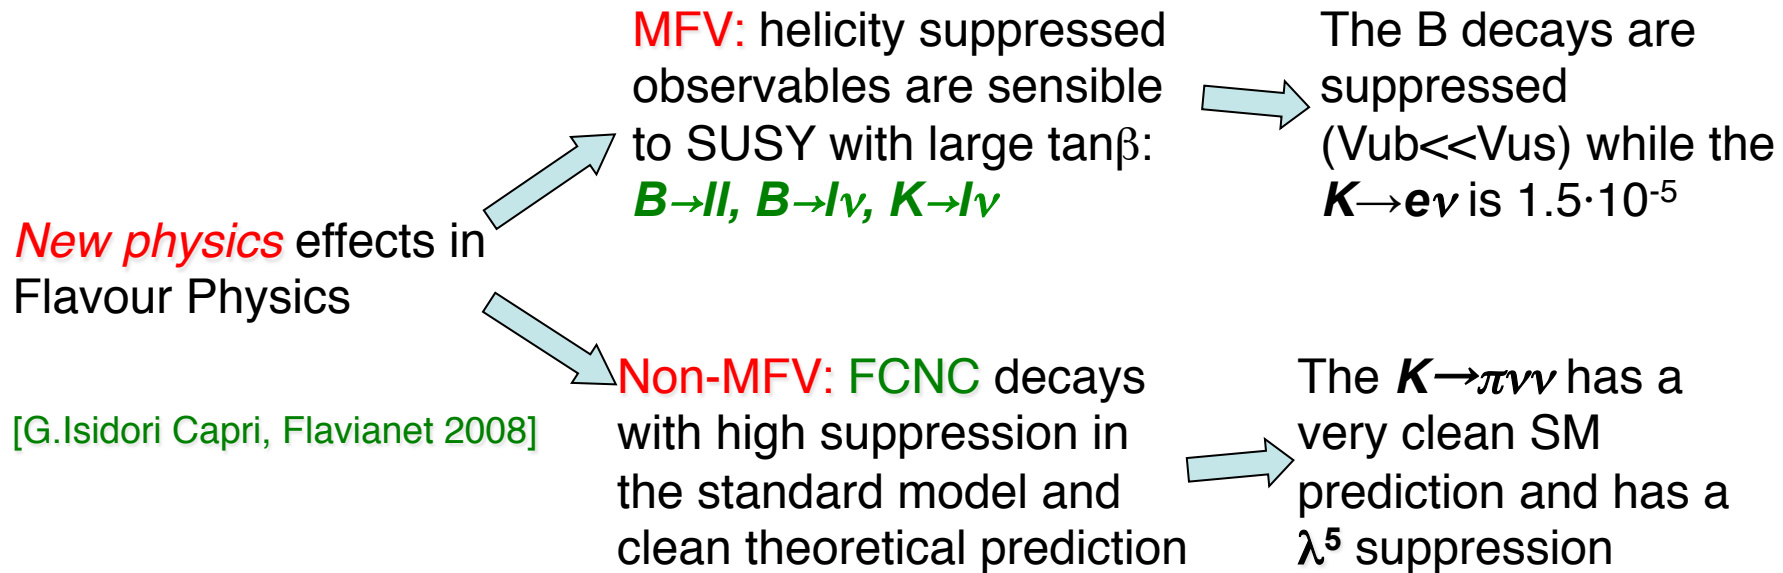 New physics effects in
Flavour Physics
[G.Isidori Capri, Flavianet 2008]
MFV: helicity suppressed
observables are sensible
to SUSY with large tanβ:
B→ll, B→lν, K→lν
The B decays are
suppressed
(Vub<<Vus) while the
K→eν is 1.5·10⁻⁵
Non-MFV: FCNC decays
with high suppression in
the standard model and
clean theoretical prediction
The K→πνν has a
very clean SM
prediction and has a
λ⁵ suppression